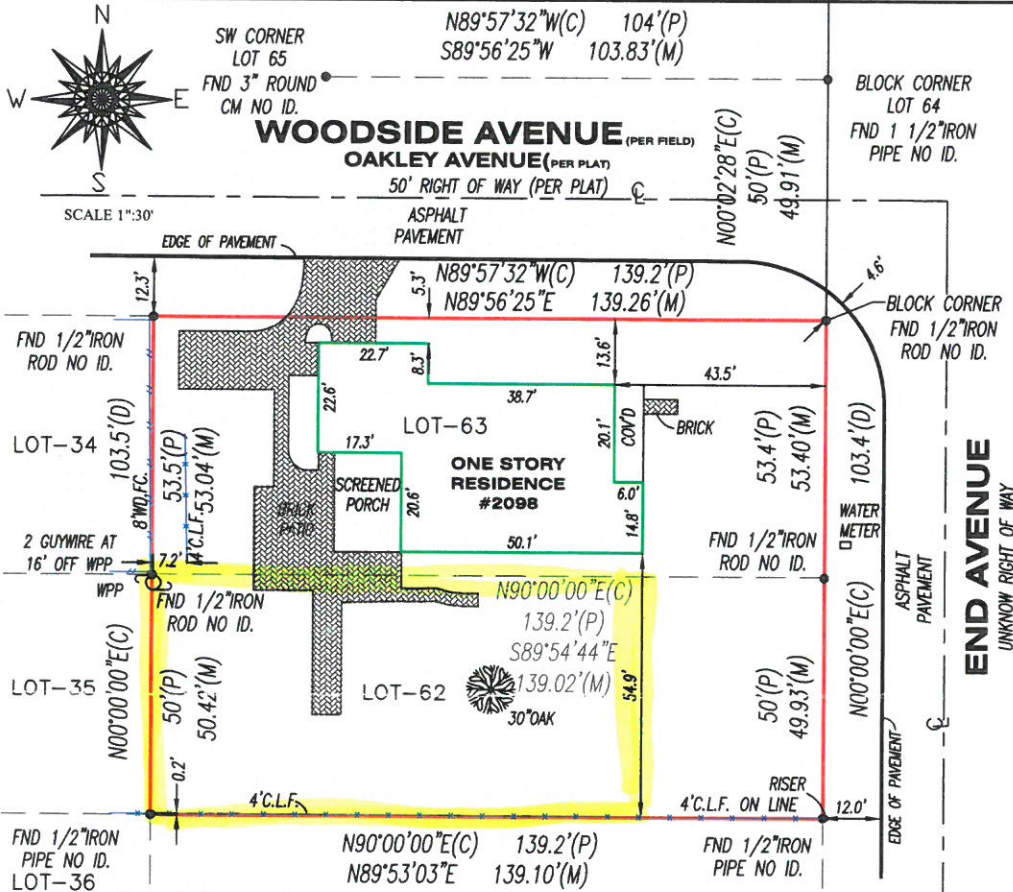 N
W
E
S
SCALE 1":30'
SW CORNER
LOT 65
FND 3" ROUND
CM NO ID.
N89°57'32"W(C) 104'(P)
S89°56'25"W 103.83'(M)
BLOCK CORNER
LOT 64
FND 1 1/2"IRON
PIPE NO ID.
WOODSIDE AVENUE (PER FIELD)
OAKLEY AVENUE(PER PLAT)
50' RIGHT OF WAY (PER PLAT)
N00°02'28"E(C)
50'(P)
49.91'(M)
ASPHALT
PAVEMENT
EDGE OF PAVEMENT
12.3'
5.3'
N89°57'32"W(C) 139.2'(P)
N89°56'25"E 139.26'(M)
4.6'
BLOCK CORNER
FND 1/2"IRON
ROD NO ID.
FND 1/2"IRON
ROD NO ID.
22.7'
8.3'
13.6'
43.5'
38.7'
22.6'
LOT-63
20.1'
COV'D
BRICK
LOT-34
103.5'(D)
8'WD.FC.
53.5'(P)
53.04'(M)
4'C.L.F.
17.3'
SCREENED
PORCH
20.6'
ONE STORY
RESIDENCE
#2098
6.0'
14.8'
50.1'
BRICK
PATIO
53.4'(P)
53.40'(M)
103.4'(D)
WATER
METER
ASPHALT
PAVEMENT
END AVENUE
UNKNOW RIGHT OF WAY
2 GUYWIRE AT
16' OFF WPP
7.2'
WPP
FND 1/2"IRON
ROD NO ID.
FND 1/2"IRON
ROD NO ID.
N90°00'00"E(C)
139.2'(P)
S89°54'44"E
139.02'(M)
LOT-35
N00°00'00"E(C)
50'(P)
50.42'(M)
LOT-62
30"OAK
54.9'
50'(P)
49.93'(M)
N00°00'00"E(C)
EDGE OF PAVEMENT
0.2'
4'C.L.F.
RISER
4'C.L.F. ON LINE
12.0'
FND 1/2"IRON
PIPE NO ID.
LOT-36
N90°00'00"E(C) 139.2'(P)
N89°53'03"E 139.10'(M)
FND 1/2"IRON
PIPE NO ID.